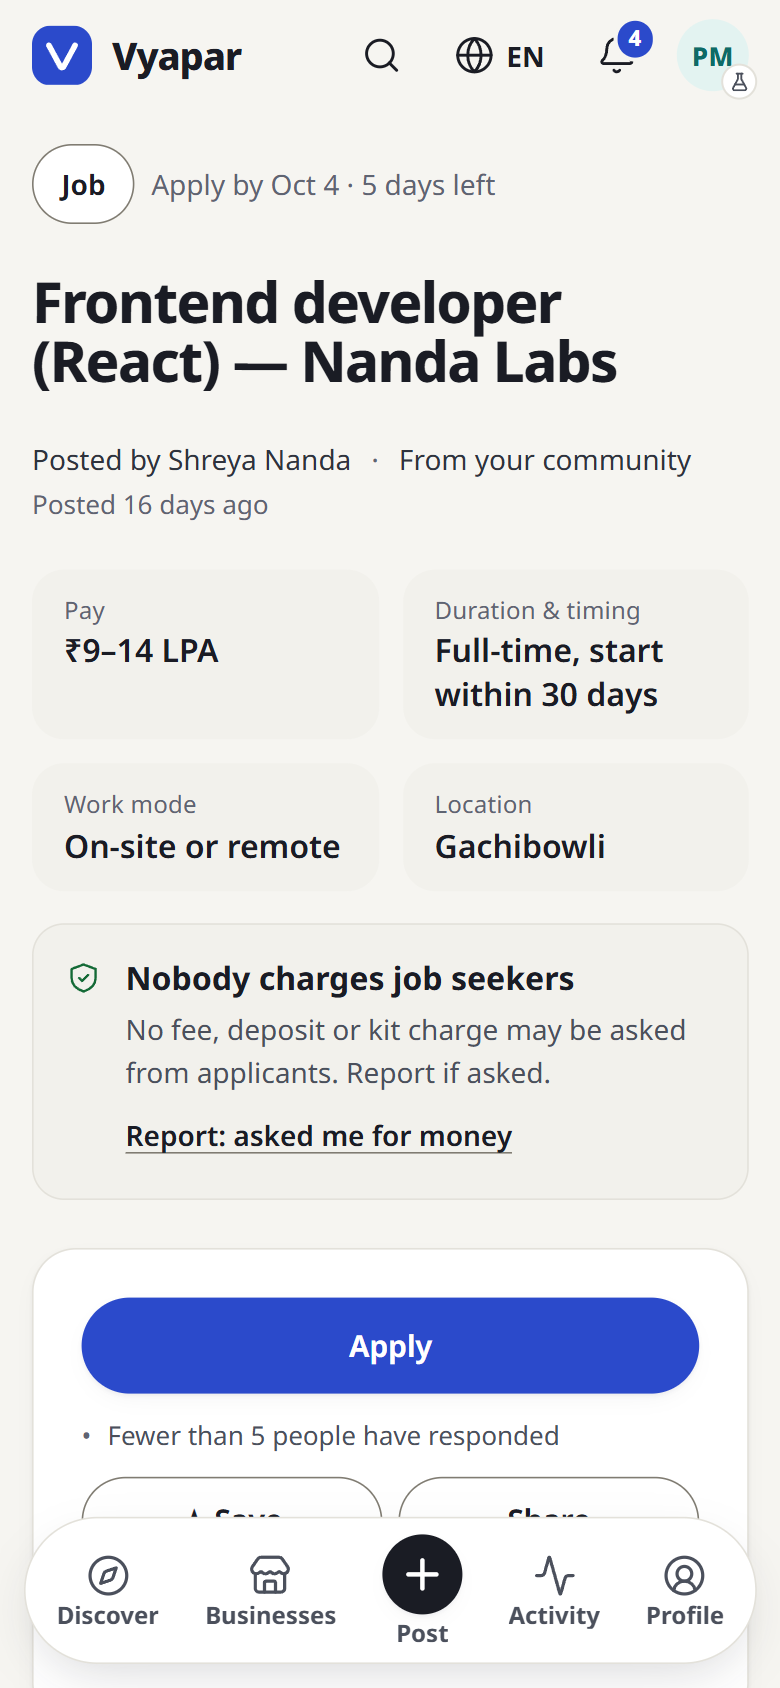 Vyapar
EN
4
PM
Job
Apply by Oct 4 · 5 days left
Frontend developer
(React) — Nanda Labs
Posted by Shreya Nanda · From your community
Posted 16 days ago
Pay
₹9–14 LPA
Duration & timing
Full-time, start
within 30 days
Work mode
On-site or remote
Location
Gachibowli
Nobody charges job seekers
No fee, deposit or kit charge may be asked
from applicants. Report if asked.
Report: asked me for money
Apply
• Fewer than 5 people have responded
Save
Share
Discover
Businesses
Post
Activity
Profile